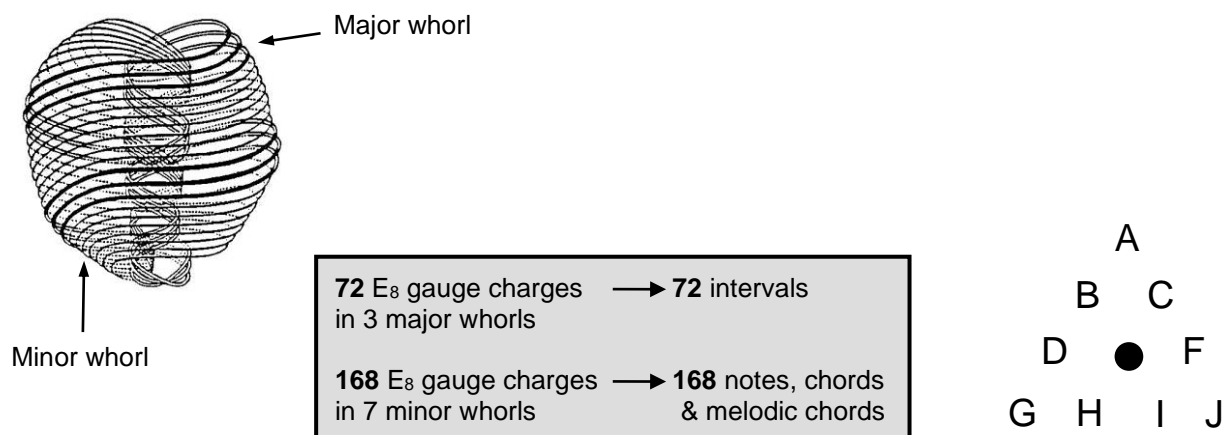 Major whorl
Minor whorl
72 E₈ gauge charges → 72 intervals
in 3 major whorls
168 E₈ gauge charges → 168 notes, chords
in 7 minor whorls & melodic chords
A
B C
D ● F
G H I J